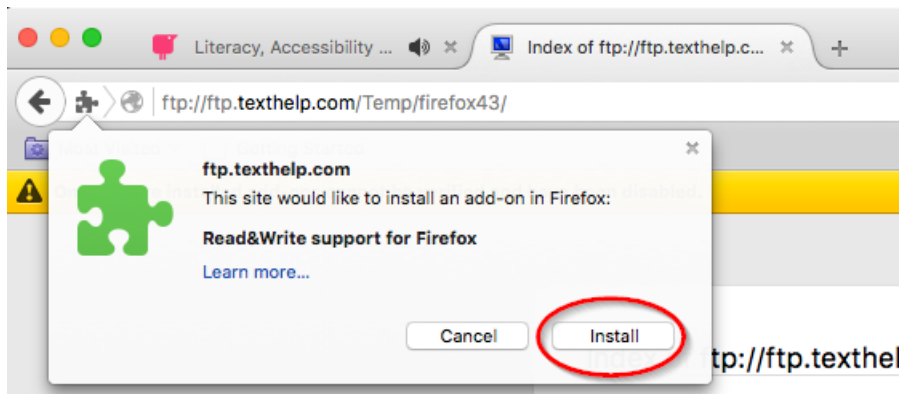 Literacy, Accessibility ...
Index of ftp://ftp.texthelp.c...
ftp://ftp.texthelp.com/Temp/firefox43/
ftp.texthelp.com
This site would like to install an add-on in Firefox:
Read&Write support for Firefox
Learn more...
Cancel
Install
Index of ftp://ftp.texthel